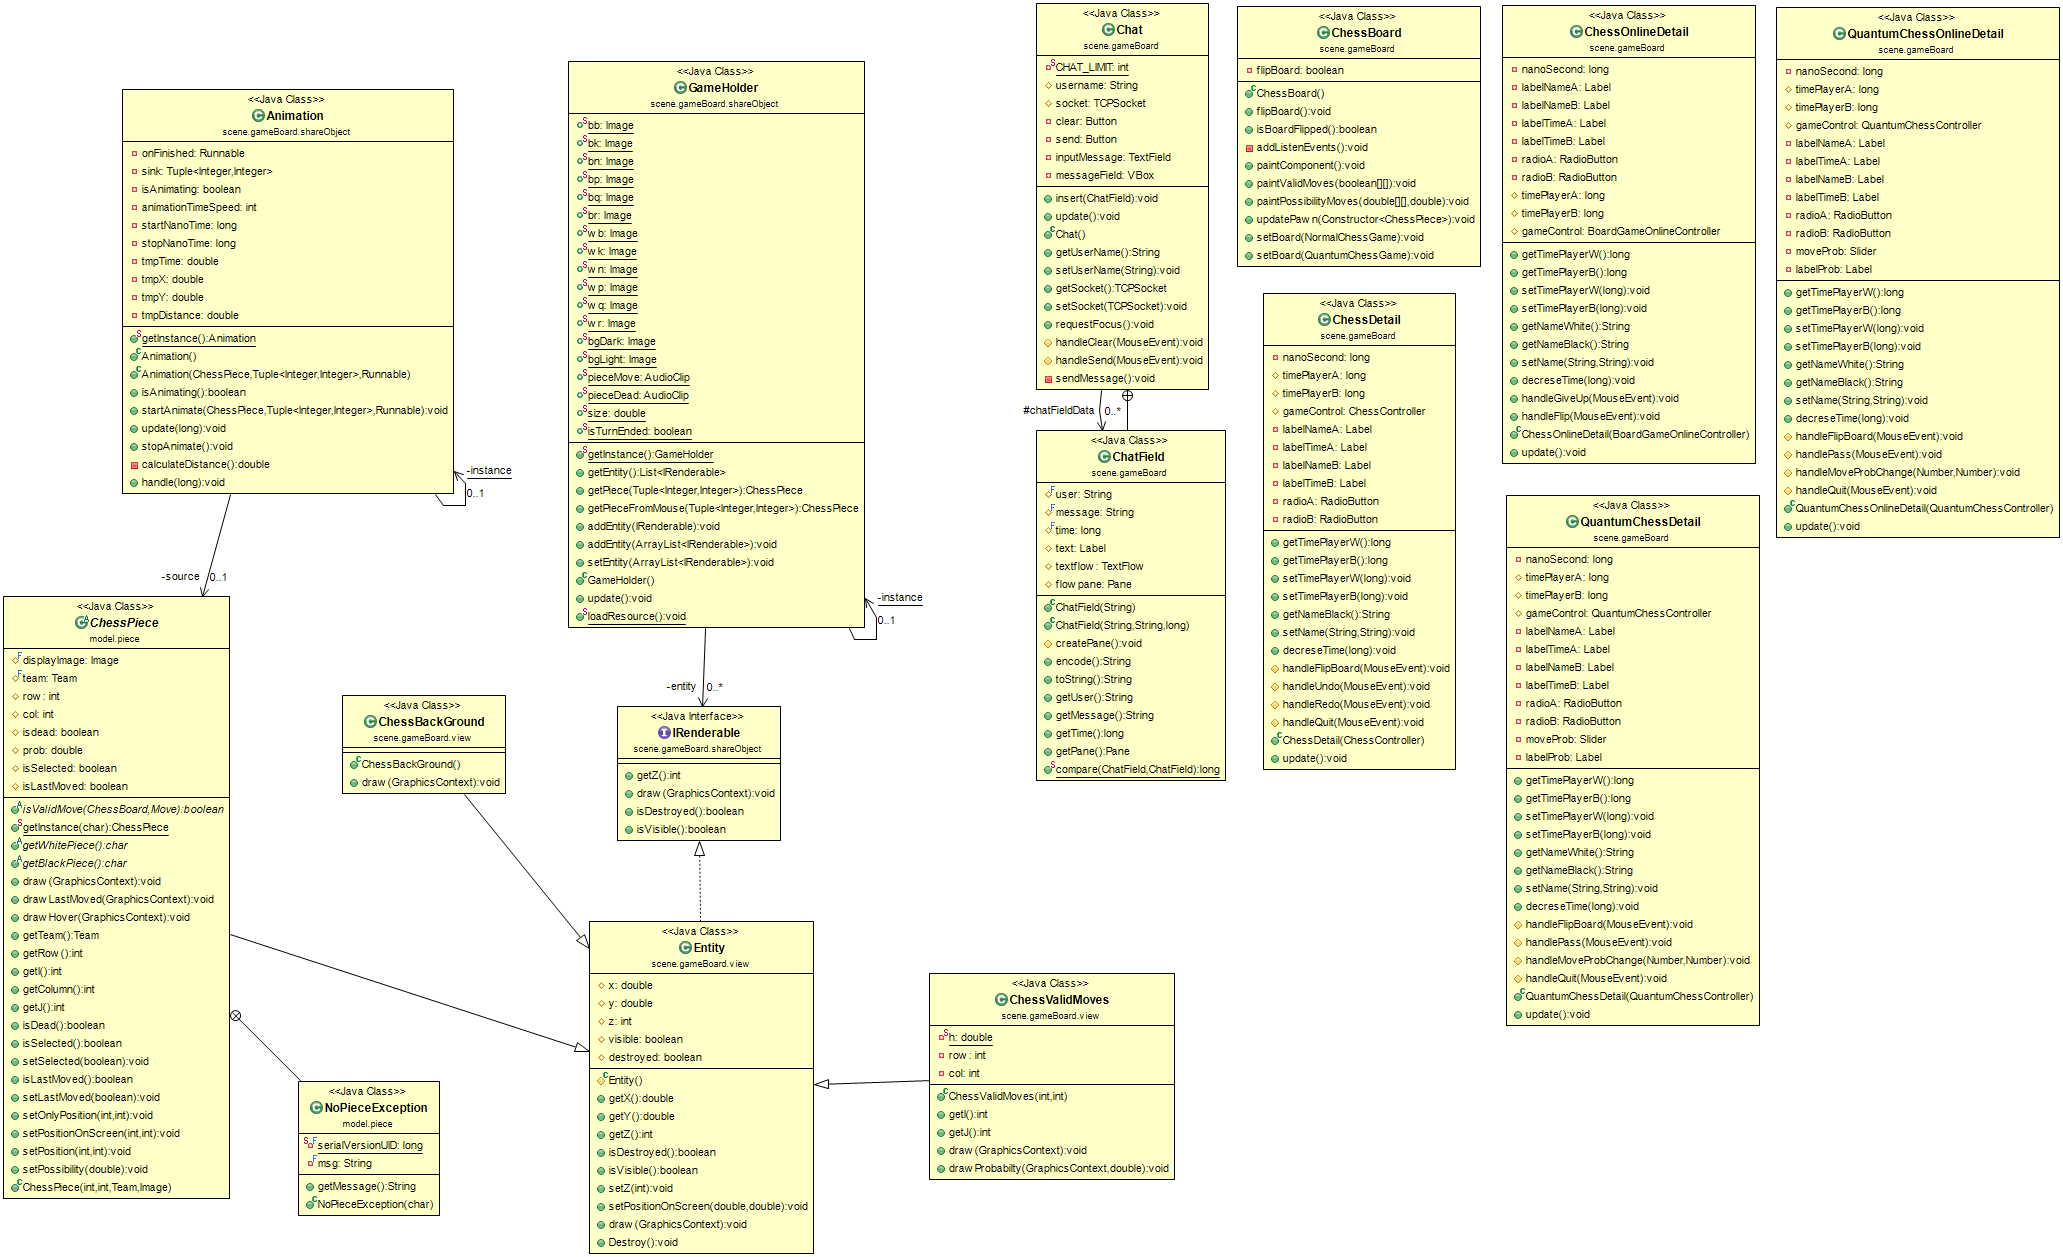 <<Java Class>>
Animation
scene.gameBoard.shareObject
onFinished: Runnable
sink: Tuple<Integer,Integer>
isAnimating: boolean
animationTimeSpeed: int
startNanoTime: long
stopNanoTime: long
tmpTime: double
tmpX: double
tmpY: double
tmpDistance: double
getInstance():Animation
Animation()
Animation(ChessPiece,Tuple<Integer,Integer>,Runnable)
isAnimating():boolean
startAnimate(ChessPiece,Tuple<Integer,Integer>,Runnable):void
update(long):void
stopAnimate():void
calculateDistance():double
handle(long):void
-instance
0..1
-source
0..1
<<Java Class>>
GameHolder
scene.gameBoard.shareObject
bb: Image
bk: Image
bn: Image
bp: Image
bq: Image
br: Image
wb: Image
wk: Image
wn: Image
wp: Image
wq: Image
wr: Image
bgDark: Image
bgLight: Image
pieceMove: AudioClip
pieceDead: AudioClip
size: double
isTurnEnded: boolean
getInstance():GameHolder
getEntity():List<IRenderable>
getPiece(Tuple<Integer,Integer>):ChessPiece
getPieceFromMouse(Tuple<Integer,Integer>):ChessPiece
addEntity(IRenderable):void
addEntity(ArrayList<IRenderable>):void
setEntity(ArrayList<IRenderable>):void
GameHolder()
update():void
loadResource():void
-instance
0..1
-entity
0..*
<<Java Class>>
Chat
scene.gameBoard
CHAT_LIMIT: int
username: String
socket: TCPSocket
clear: Button
send: Button
inputMessage: TextField
messageField: VBox
insert(ChatField):void
update():void
Chat()
getUserName():String
setUserName(String):void
getSocket():TCPSocket
setSocket(TCPSocket):void
requestFocus():void
handleClear(MouseEvent):void
handleSend(MouseEvent):void
sendMessage():void
#chatFieldData
0..*
<<Java Class>>
ChatField
scene.gameBoard
user: String
message: String
time: long
text: Label
textflow: TextFlow
flowpane: Pane
ChatField(String)
ChatField(String,String,long)
createPane():void
encode():String
toString():String
getUser():String
getMessage():String
getTime():long
getPane():Pane
compare(ChatField,ChatField):long
<<Java Class>>
ChessBoard
scene.gameBoard
flipBoard: boolean
ChessBoard()
flipBoard():void
isBoardFlipped():boolean
addListenEvents():void
paintComponent():void
paintValidMoves(boolean[][]):void
paintPossibilityMoves(double[][],double):void
updatePawn(Constructor<ChessPiece>):void
setBoard(NormalChessGame):void
setBoard(QuantumChessGame):void
<<Java Class>>
ChessDetail
scene.gameBoard
nanoSecond: long
timePlayerA: long
timePlayerB: long
gameControl: ChessController
labelNameA: Label
labelTimeA: Label
labelNameB: Label
labelTimeB: Label
radioA: RadioButton
radioB: RadioButton
getTimePlayerW():long
getTimePlayerB():long
setTimePlayerW(long):void
setTimePlayerB(long):void
getNameBlack():String
setName(String,String):void
decreseTime(long):void
handleFlipBoard(MouseEvent):void
handleUndo(MouseEvent):void
handleRedo(MouseEvent):void
handleQuit(MouseEvent):void
ChessDetail(ChessController)
update():void
<<Java Class>>
ChessOnlineDetail
scene.gameBoard
nanoSecond: long
labelNameA: Label
labelNameB: Label
labelTimeA: Label
labelTimeB: Label
radioA: RadioButton
radioB: RadioButton
timePlayerA: long
timePlayerB: long
gameControl: BoardGameOnlineController
getTimePlayerW():long
getTimePlayerB():long
setTimePlayerW(long):void
setTimePlayerB(long):void
getNameWhite():String
getNameBlack():String
setName(String,String):void
decreseTime(long):void
handleGiveUp(MouseEvent):void
handleFlip(MouseEvent):void
ChessOnlineDetail(BoardGameOnlineController)
update():void
<<Java Class>>
QuantumChessOnlineDetail
scene.gameBoard
nanoSecond: long
timePlayerA: long
timePlayerB: long
gameControl: QuantumChessController
labelNameA: Label
labelTimeA: Label
labelNameB: Label
labelTimeB: Label
radioA: RadioButton
radioB: RadioButton
moveProb: Slider
labelProb: Label
getTimePlayerW():long
getTimePlayerB():long
setTimePlayerW(long):void
setTimePlayerB(long):void
getNameWhite():String
getNameBlack():String
setName(String,String):void
decreseTime(long):void
handleFlipBoard(MouseEvent):void
handlePass(MouseEvent):void
handleMoveProbChange(Number,Number):void
handleQuit(MouseEvent):void
QuantumChessOnlineDetail(QuantumChessController)
update():void
<<Java Class>>
QuantumChessDetail
scene.gameBoard
nanoSecond: long
timePlayerA: long
timePlayerB: long
gameControl: QuantumChessController
labelNameA: Label
labelTimeA: Label
labelNameB: Label
labelTimeB: Label
radioA: RadioButton
radioB: RadioButton
moveProb: Slider
labelProb: Label
getTimePlayerW():long
getTimePlayerB():long
setTimePlayerW(long):void
setTimePlayerB(long):void
getNameWhite():String
getNameBlack():String
setName(String,String):void
decreseTime(long):void
handleFlipBoard(MouseEvent):void
handlePass(MouseEvent):void
handleMoveProbChange(Number,Number):void
handleQuit(MouseEvent):void
QuantumChessDetail(QuantumChessController)
update():void
<<Java Class>>
ChessPiece
model.piece
displayImage: Image
team: Team
row: int
col: int
isdead: boolean
prob: double
isSelected: boolean
isLastMoved: boolean
isValidMove(ChessBoard,Move):boolean
getInstance(char):ChessPiece
getWhitePiece():char
getBlackPiece():char
draw(GraphicsContext):void
drawLastMoved(GraphicsContext):void
drawHover(GraphicsContext):void
getTeam():Team
getRow():int
getI():int
getColumn():int
getJ():int
isDead():boolean
isSelected():boolean
setSelected(boolean):void
isLastMoved():boolean
setLastMoved(boolean):void
setOnlyPosition(int,int):void
setPositionOnScreen(int,int):void
setPosition(int,int):void
setPossibility(double):void
ChessPiece(int,int,Team,Image)
<<Java Class>>
NoPieceException
model.piece
serialVersionUID: long
msg: String
getMessage():String
NoPieceException(char)
<<Java Class>>
ChessBackGround
scene.gameBoard.view
ChessBackGround()
draw(GraphicsContext):void
<<Java Interface>>
IRenderable
scene.gameBoard.shareObject
getZ():int
draw(GraphicsContext):void
isDestroyed():boolean
isVisible():boolean
<<Java Class>>
Entity
scene.gameBoard.view
x: double
y: double
z: int
visible: boolean
destroyed: boolean
Entity()
getX():double
getY():double
getZ():int
isDestroyed():boolean
isVisible():boolean
setZ(int):void
setPositionOnScreen(double,double):void
draw(GraphicsContext):void
Destroy():void
<<Java Class>>
ChessValidMoves
scene.gameBoard.view
h: double
row: int
col: int
ChessValidMoves(int,int)
getI():int
getJ():int
draw(GraphicsContext):void
drawProbabilty(GraphicsContext,double):void